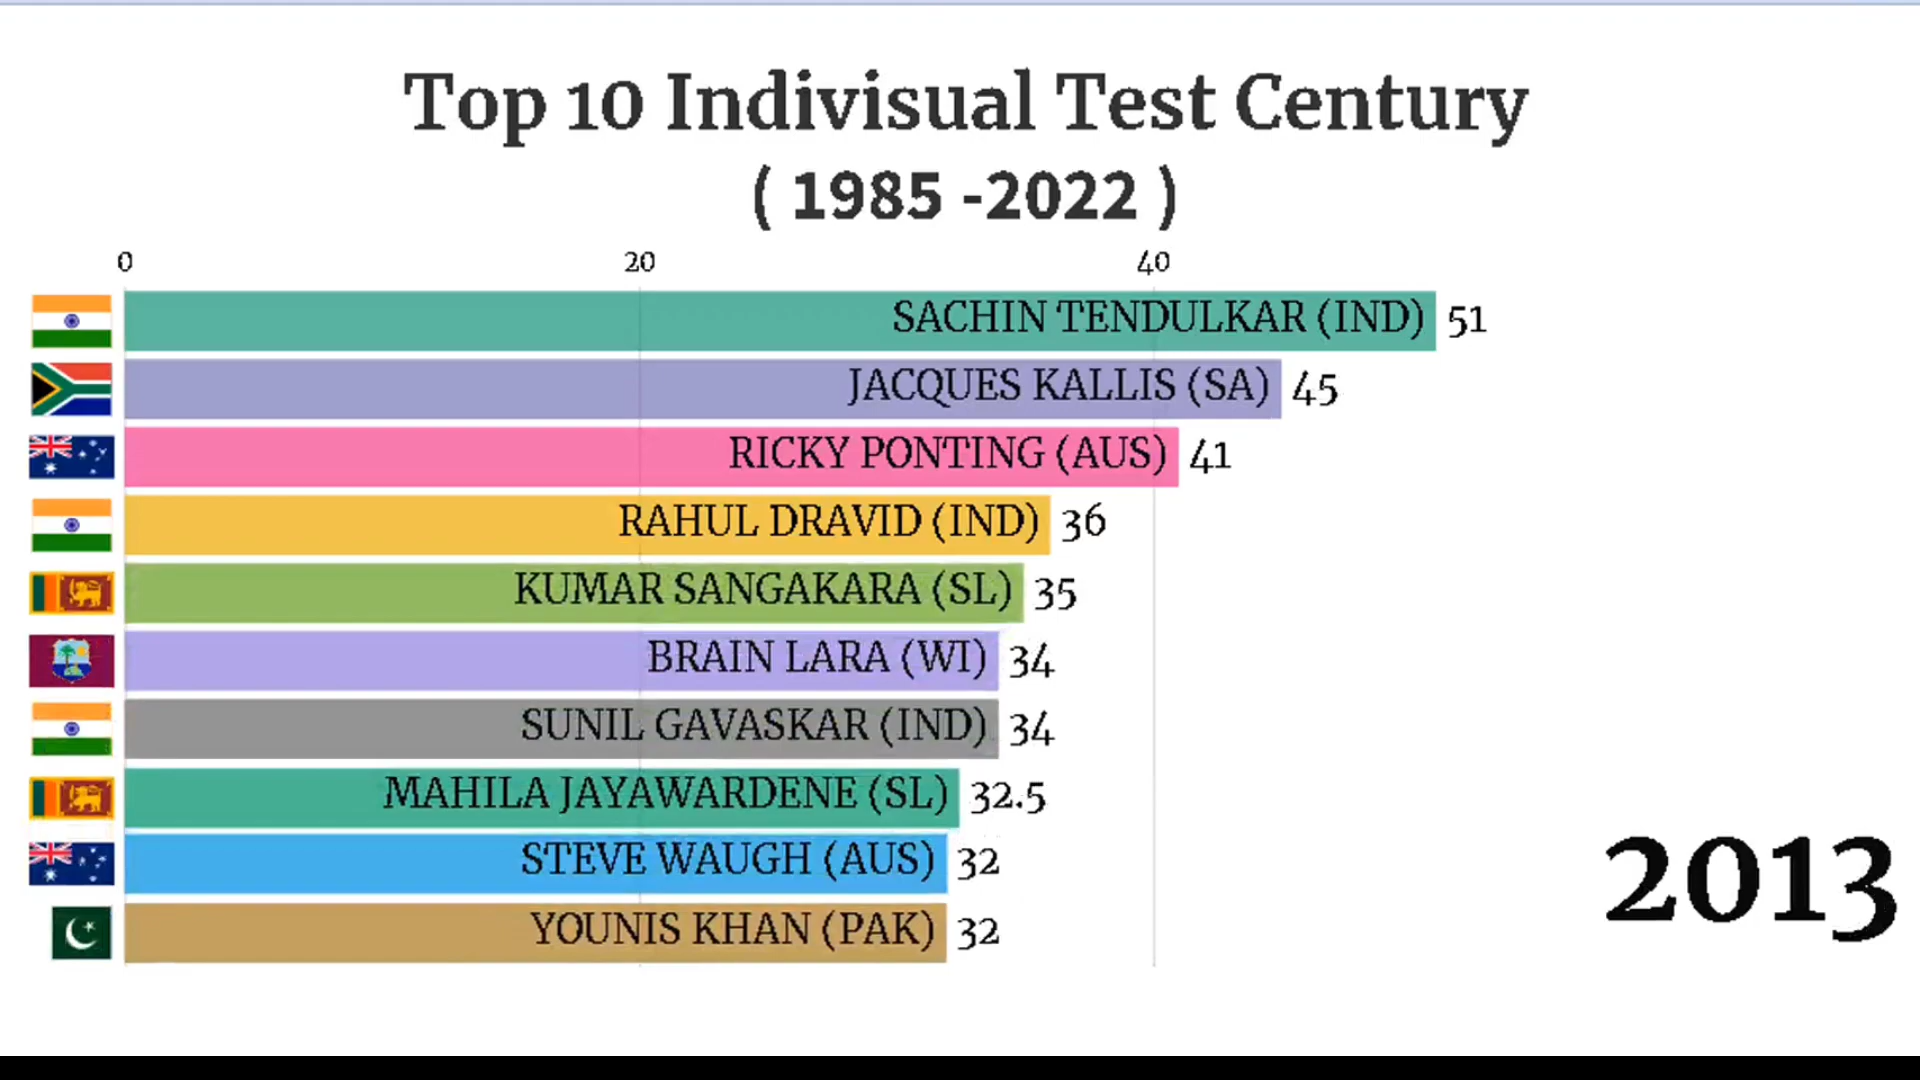 Top 10 Indivisual Test Century
( 1985 -2022 )
0 20 40
SACHIN TENDULKAR (IND) 51
JACQUES KALLIS (SA) 45
RICKY PONTING (AUS) 41
RAHUL DRAVID (IND) 36
KUMAR SANGAKARA (SL) 35
BRAIN LARA (WI) 34
SUNIL GAVASKAR (IND) 34
MAHILA JAYAWARDENE (SL) 32.5
STEVE WAUGH (AUS) 32
YOUNIS KHAN (PAK) 32
2013